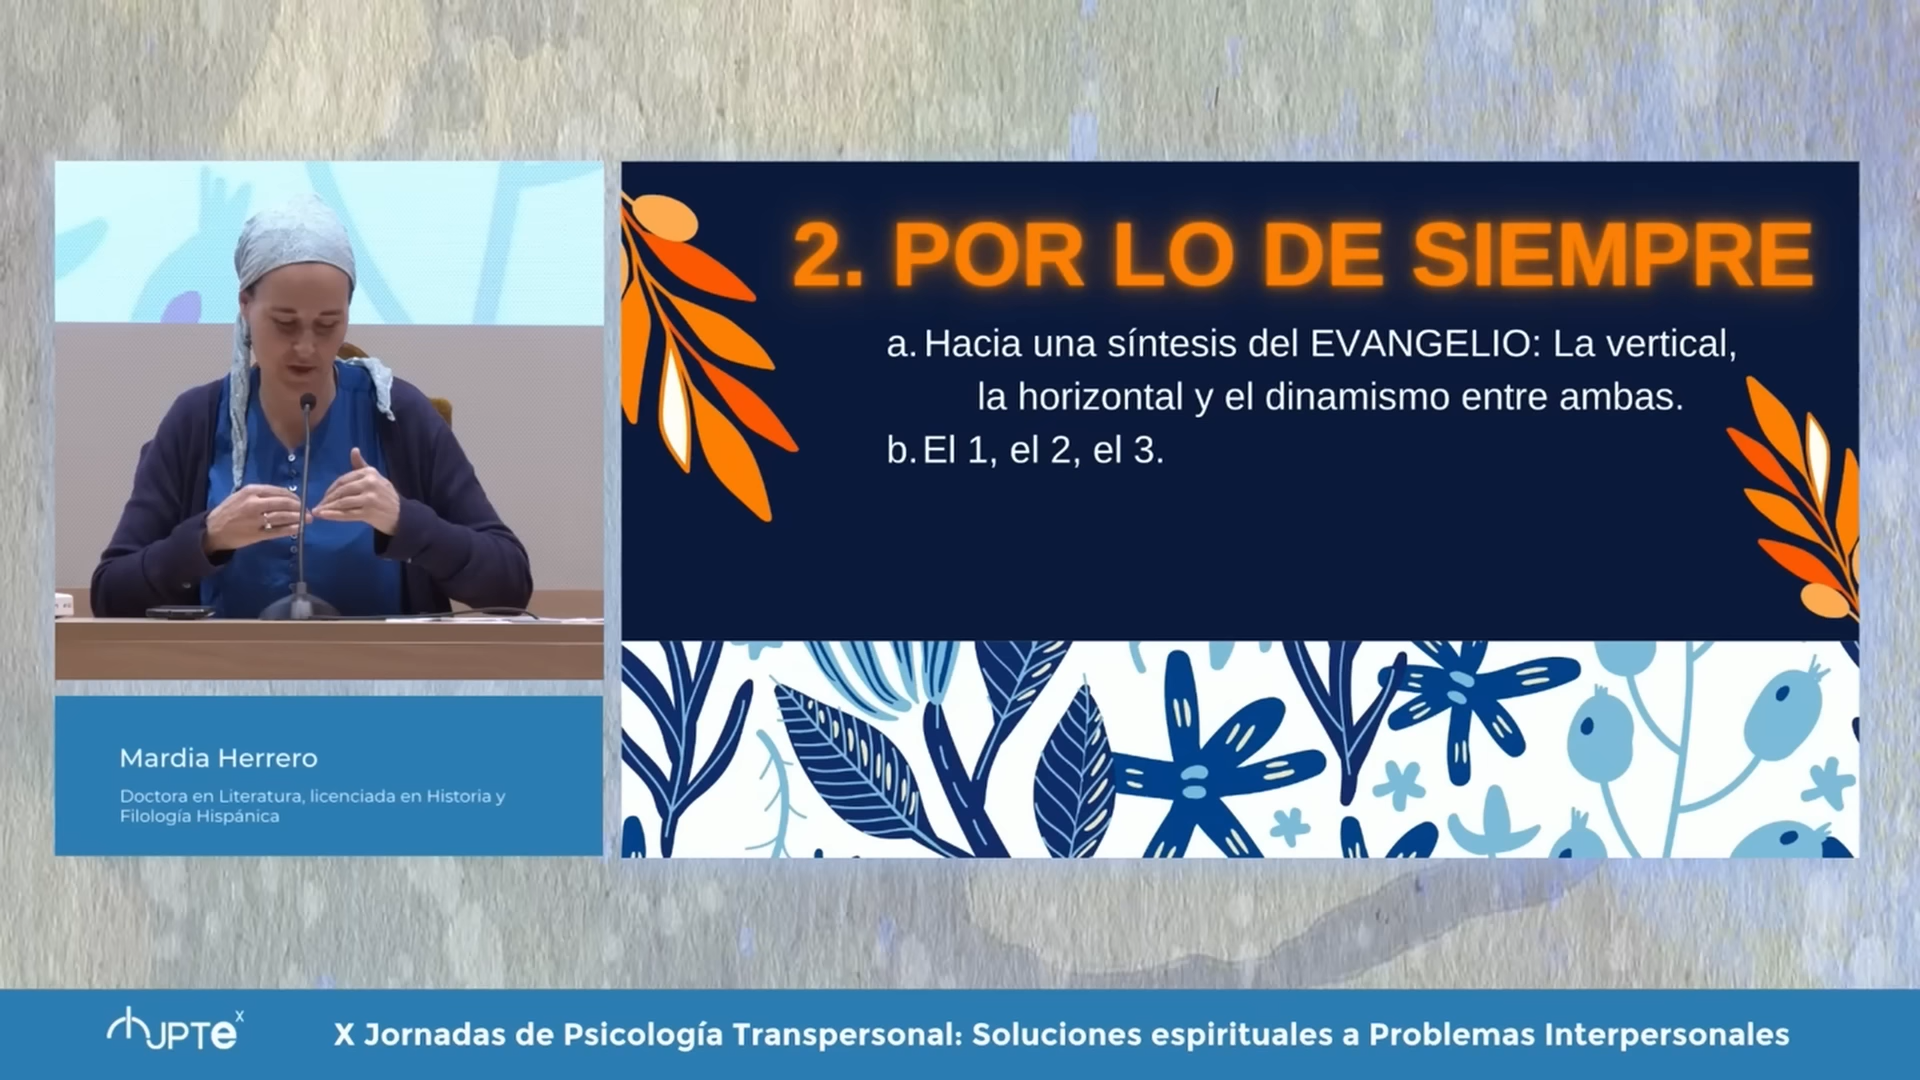 2. POR LO DE SIEMPRE
a. Hacia una síntesis del EVANGELIO: La vertical,
la horizontal y el dinamismo entre ambas.
b. El 1, el 2, el 3.
Mardia Herrero
Doctora en Literatura, licenciada en Historia y
Filología Hispánica
JPTe x
X Jornadas de Psicología Transpersonal: Soluciones espirituales a Problemas Interpersonales